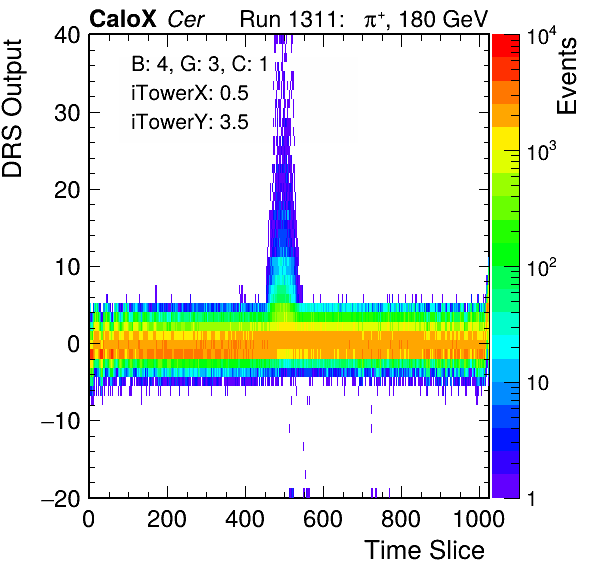 CaloX Cer Run 1311: π⁺, 180 GeV
B: 4, G: 3, C: 1
iTowerX: 0.5
iTowerY: 3.5
DRS Output
40
30
20
10
0
−10
−20
0 200 400 600 800 1000
Time Slice
Events
10⁴
10³
10²
10
1